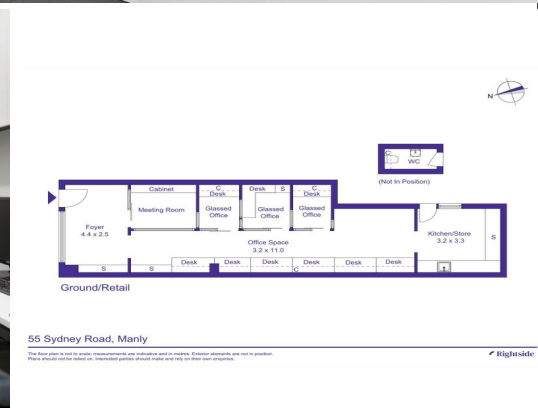 N
C
WC
(Not In Position)
Cabinet
C
Desk
Desk
S
C
Desk
Meeting Room
Glassed
Office
Glassed
Office
Glassed
Office
Foyer
4.4 x 2.5
Kitchen/Store
3.2 x 3.3
S
Office Space
3.2 x 11.0
S
S
Desk
Desk
Desk
C
Desk
Desk
Desk
Ground/Retail
55 Sydney Road, Manly
The floor plan is not to scale; measurements are indicative and in metres. Exterior elements are not in position.
Plans should not be relied on. Interested parties should make and rely on their own enquiries.
Rightside